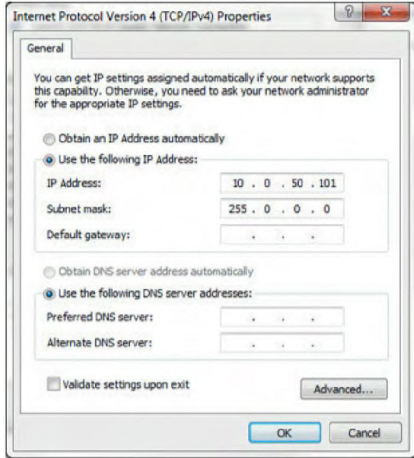 Internet Protocol Version 4 (TCP/IPv4) Properties
General
You can get IP settings assigned automatically if your network supports
this capability. Otherwise, you need to ask your network administrator
for the appropriate IP settings.
Obtain an IP Address automatically
Use the following IP Address:
IP Address: 10 . 0 . 50 . 101
Subnet mask: 255 . 0 . 0 . 0
Default gateway: . . .
Obtain DNS server address automatically
Use the following DNS server addresses:
Preferred DNS server: . . .
Alternate DNS server: . . .
Validate settings upon exit
Advanced...
OK Cancel